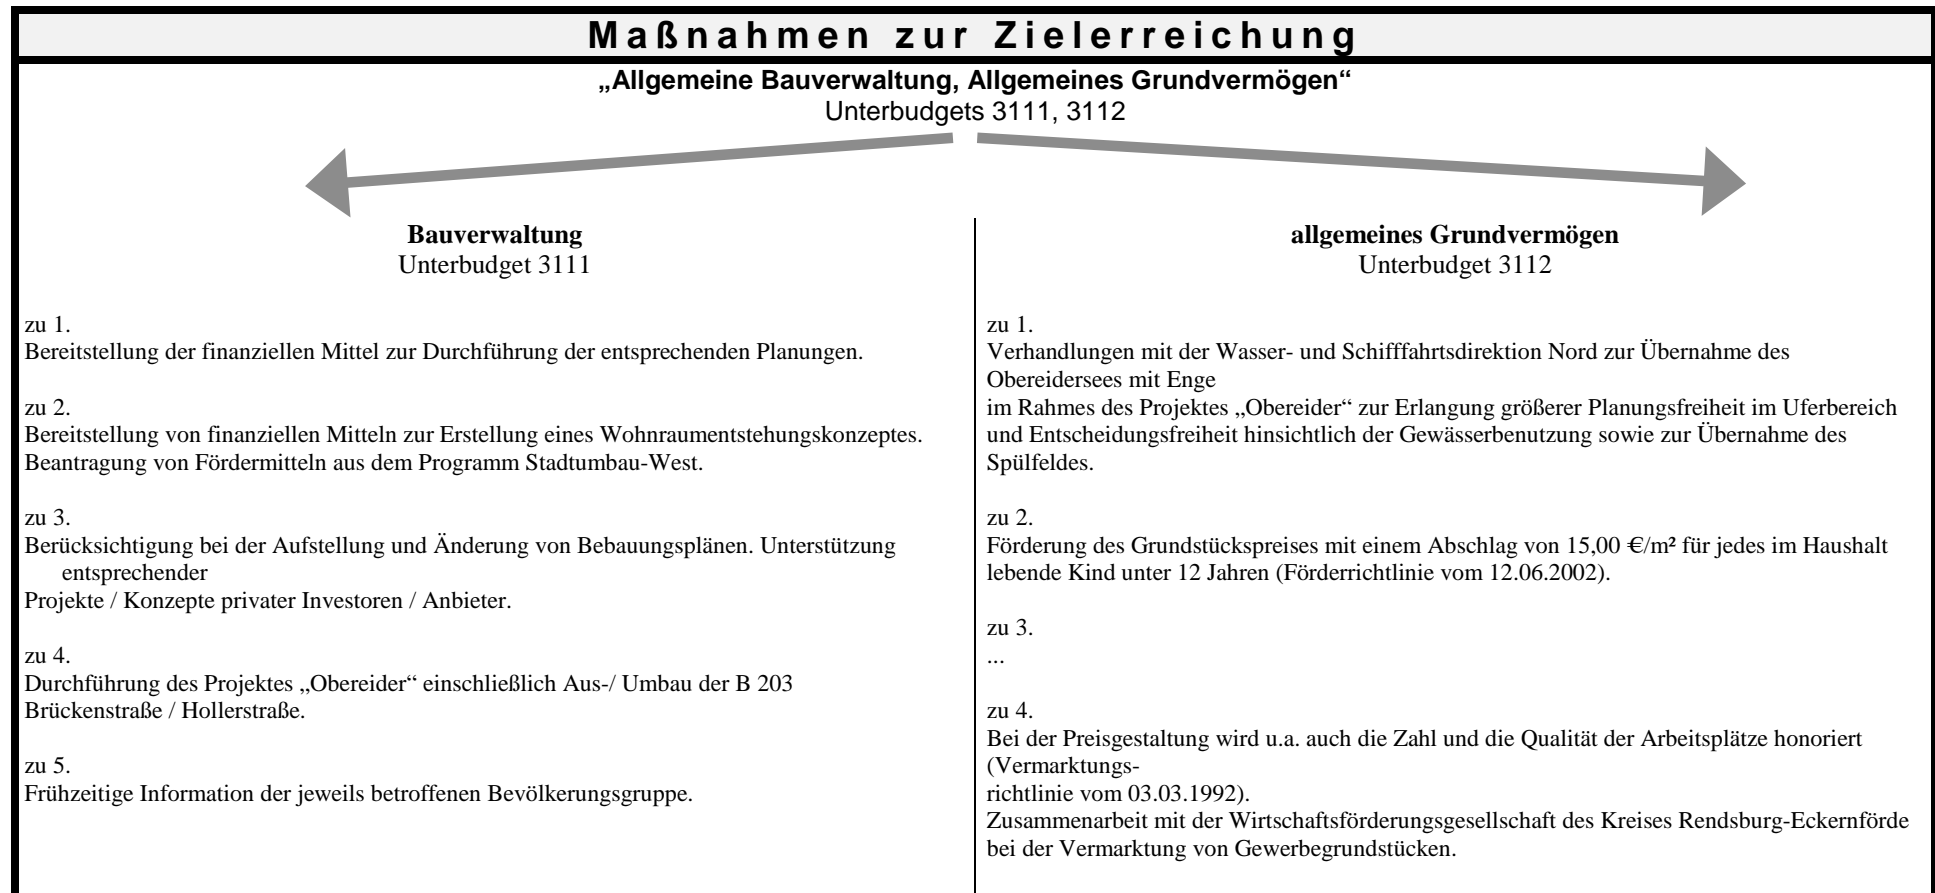 Maßnahmen zur Zielerreichung
„Allgemeine Bauverwaltung, Allgemeines Grundvermögen“
Unterbudgets 3111, 3112
Bauverwaltung
Unterbudget 3111
zu 1.
Bereitstellung der finanziellen Mittel zur Durchführung der entsprechenden Planungen.
zu 2.
Bereitstellung von finanziellen Mitteln zur Erstellung eines Wohnraumentstehungskonzeptes.
Beantragung von Fördermitteln aus dem Programm Stadtumbau-West.
zu 3.
Berücksichtigung bei der Aufstellung und Änderung von Bebauungsplänen. Unterstützung
entsprechender
Projekte / Konzepte privater Investoren / Anbieter.
zu 4.
Durchführung des Projektes „Obereider“ einschließlich Aus-/ Umbau der B 203
Brückenstraße / Hollerstraße.
zu 5.
Frühzeitige Information der jeweils betroffenen Bevölkerungsgruppe.
allgemeines Grundvermögen
Unterbudget 3112
zu 1.
Verhandlungen mit der Wasser- und Schifffahrtsdirektion Nord zur Übernahme des
Obereidersees mit Enge
im Rahmes des Projektes „Obereider“ zur Erlangung größerer Planungsfreiheit im Uferbereich
und Entscheidungsfreiheit hinsichtlich der Gewässerbenutzung sowie zur Übernahme des
Spülfeldes.
zu 2.
Förderung des Grundstückspreises mit einem Abschlag von 15,00 €/m² für jedes im Haushalt
lebende Kind unter 12 Jahren (Förderrichtlinie vom 12.06.2002).
zu 3.
...
zu 4.
Bei der Preisgestaltung wird u.a. auch die Zahl und die Qualität der Arbeitsplätze honoriert
(Vermarktungs-
richtlinie vom 03.03.1992).
Zusammenarbeit mit der Wirtschaftsförderungsgesellschaft des Kreises Rendsburg-Eckernförde
bei der Vermarktung von Gewerbegrundstücken.